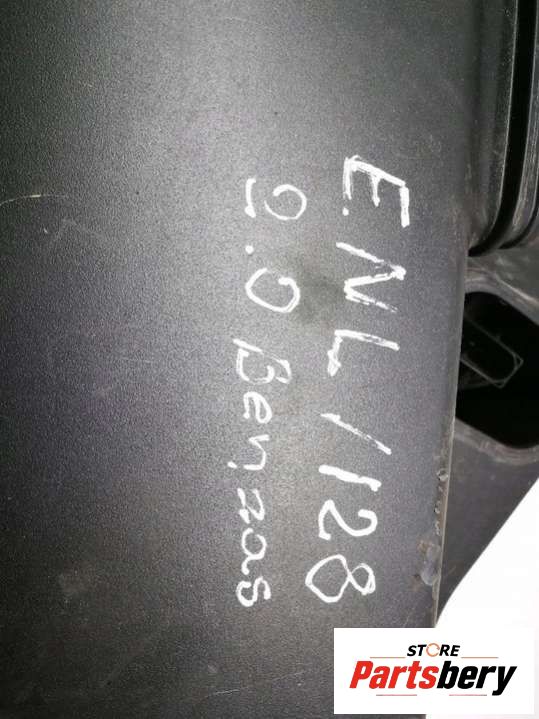 ENL/128
2.0 Benzas
STORE
Partsbery